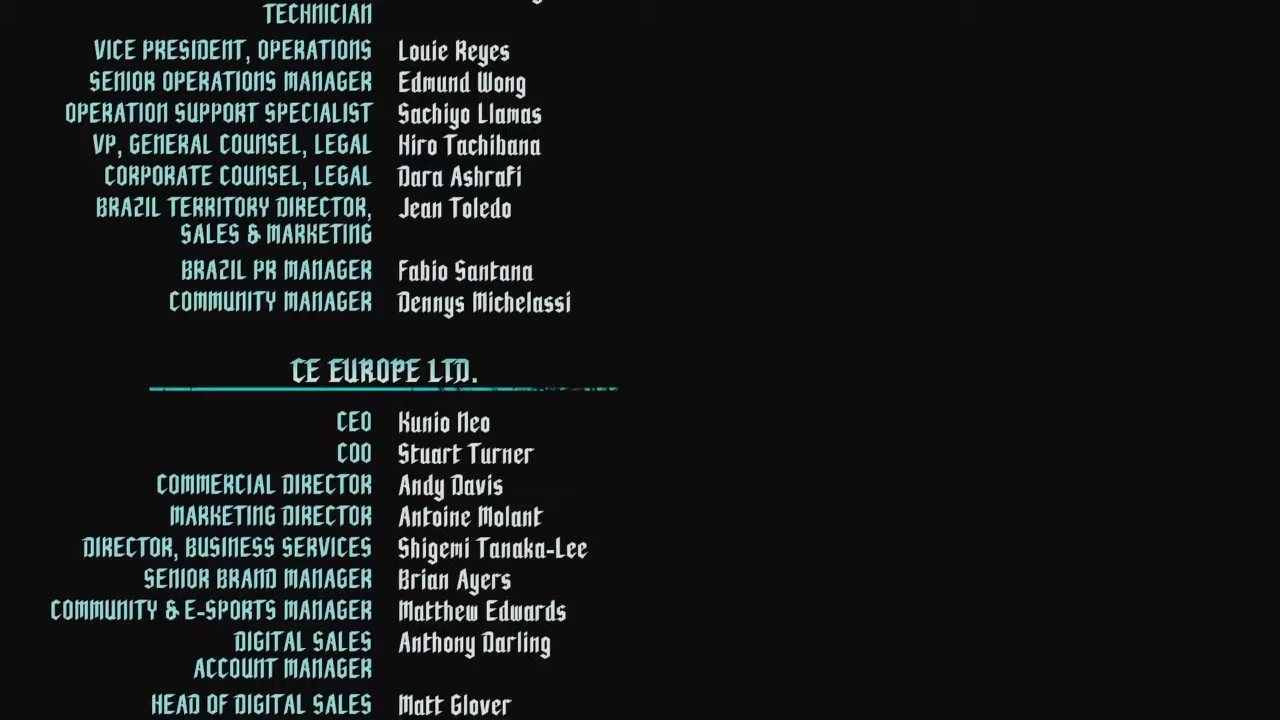 TECHNICIAN
VICE PRESIDENT, OPERATIONS Louie Reyes
SENIOR OPERATIONS MANAGER Edmund Wong
OPERATION SUPPORT SPECIALIST Sachiyo Llamas
VP, GENERAL COUNSEL, LEGAL Hiro Tachibana
CORPORATE COUNSEL, LEGAL Dara Ashrafi
BRAZIL TERRITORY DIRECTOR, Jean Toledo
SALES & MARKETING
BRAZIL PR MANAGER Fabio Santana
COMMUNITY MANAGER Dennys Michelassi
CE EUROPE LTD.
CEO Kunio Neo
COO Stuart Turner
COMMERCIAL DIRECTOR Andy Davis
MARKETING DIRECTOR Antoine Molant
DIRECTOR, BUSINESS SERVICES Shigemi Tanaka-Lee
SENIOR BRAND MANAGER Brian Ayers
COMMUNITY & E-SPORTS MANAGER Matthew Edwards
DIGITAL SALES Anthony Darling
ACCOUNT MANAGER
HEAD OF DIGITAL SALES Matt Glover